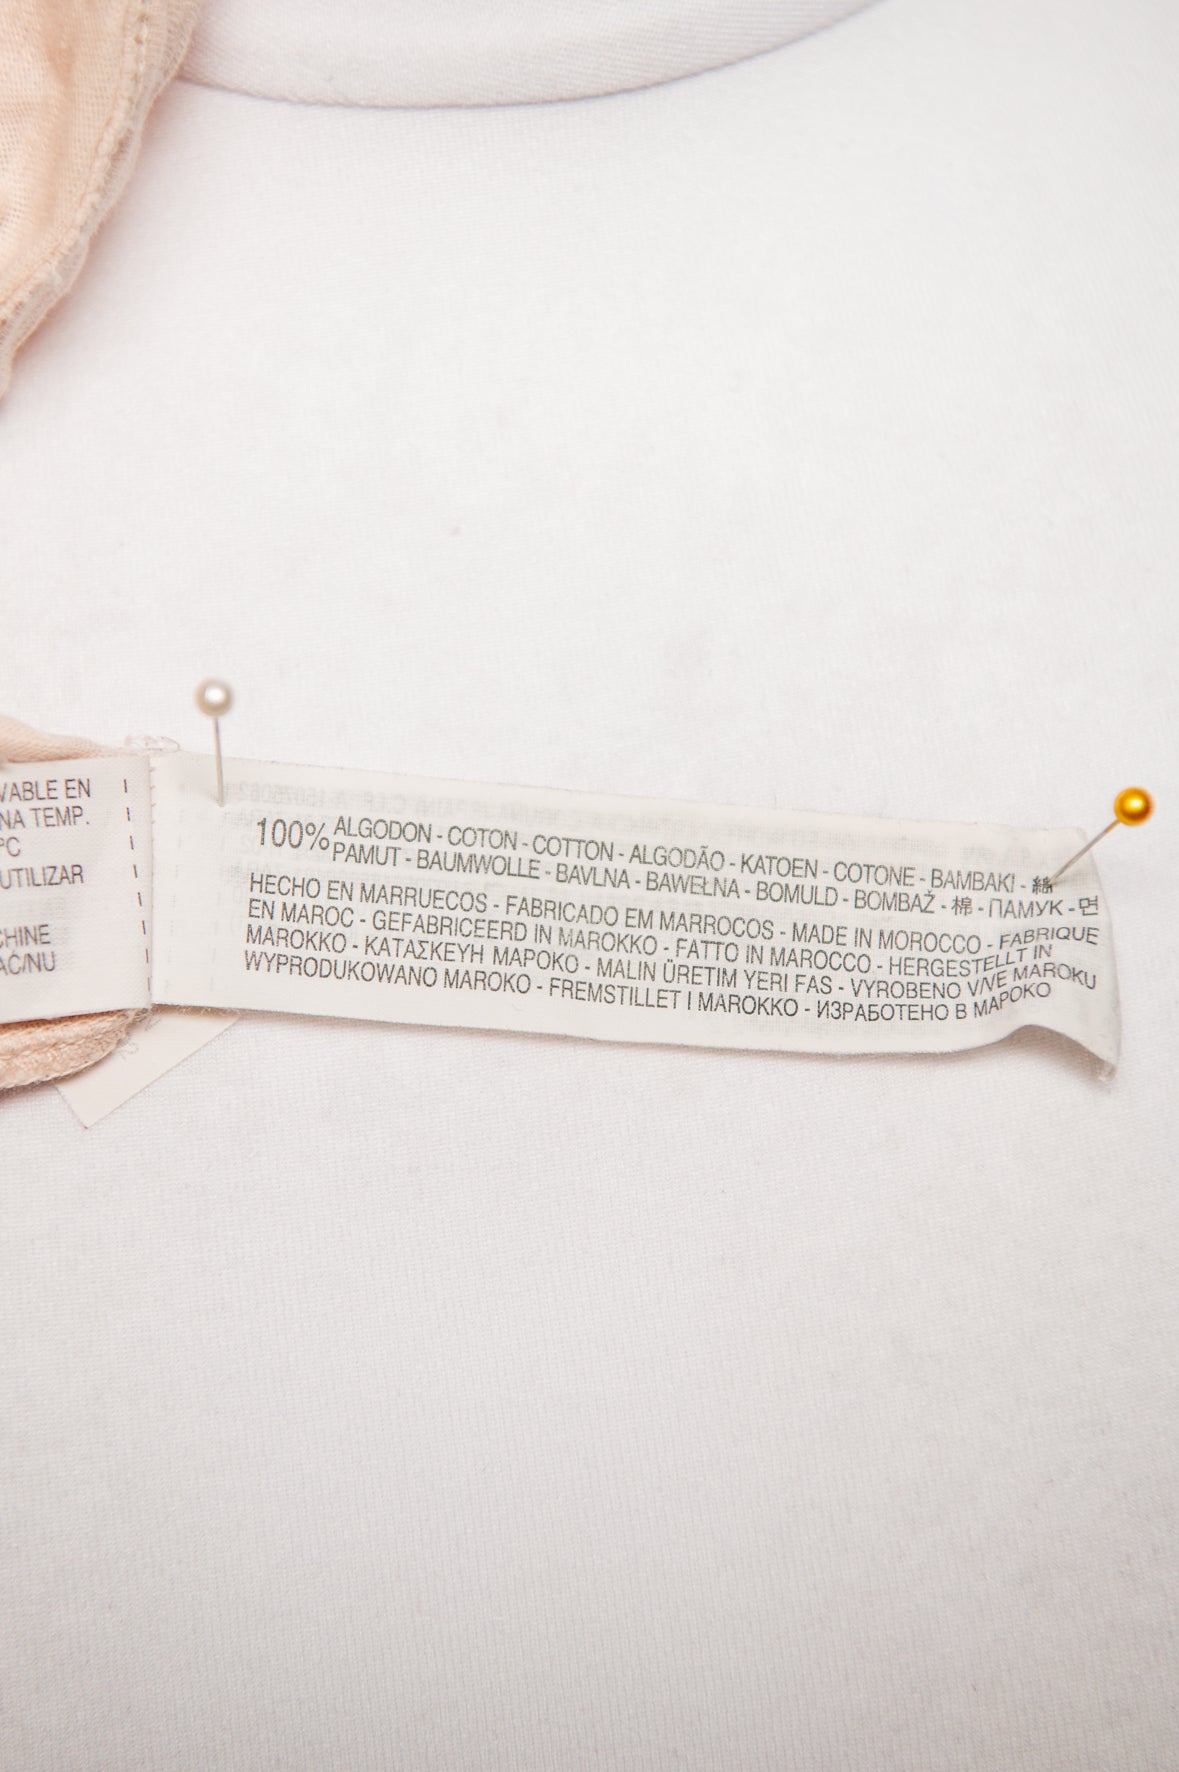 VABLE EN
NA TEMP.
°C
UTILIZAR
CHINE
AC/NU
100% ALGODON - COTON - COTTON - ALGODÃO - KATOEN - COTONE - BAMBAKI - 綿
PAMUT - BAUMWOLLE - BAVLNA - BAWEŁNA - BOMULD - BOMBAŽ - 棉 - ПАМУК - 면
HECHO EN MARRUECOS - FABRICADO EM MARROCOS - MADE IN MOROCCO - FABRIQUE
EN MAROC - GEFABRICEERD IN MAROKKO - FATTO IN MAROCCO - HERGESTELLT IN
MAROKKO - ΚΑΤΑΣΚΕΥΗ ΜΑΡΟΚΟ - MALIN ÜRETIM YERI FAS - VYROBENO V/VE MAROKU
WYPRODUKOWANO MAROKO - FREMSTILLET I MAROKKO - ИЗРАБОТЕНО В МАРОКО